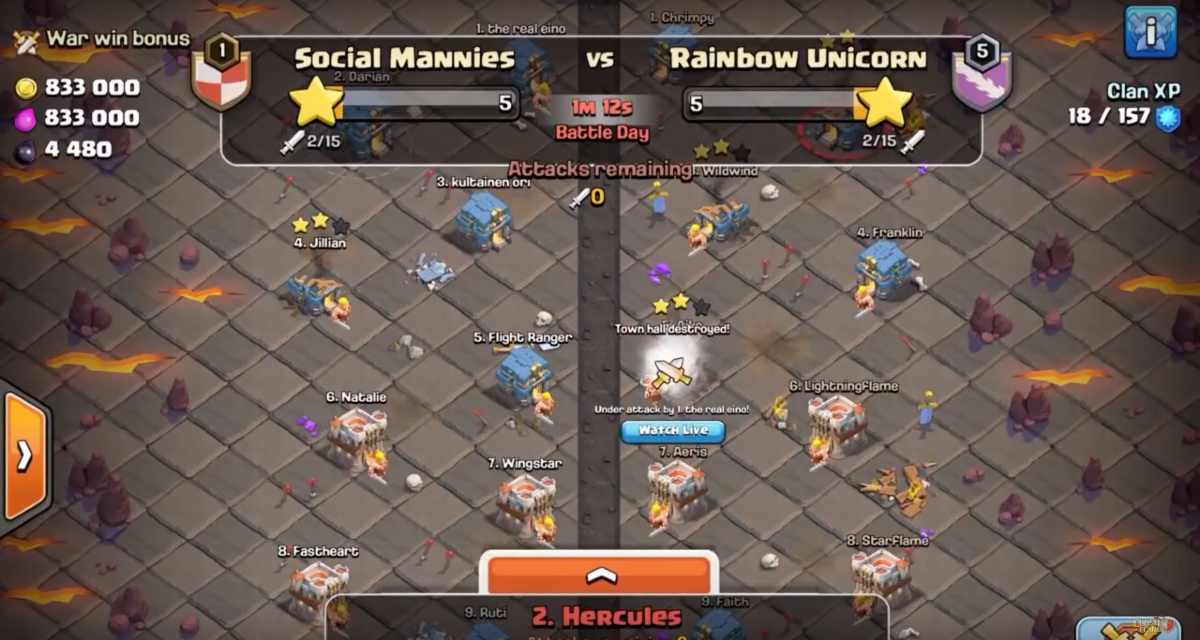 1. the real eino
1. Chrimpy
War win bonus
1
Social Mannies
vs
Rainbow Unicorn
5
2. Darian
833 000
5
1M 12s
5
Clan XP
833 000
2/15
Battle Day
2/15
18 / 157
4 480
Attacks remaining
Wildwind
3. kultainen ori
0
4. Jillian
4. Franklin
Town hall destroyed!
5. Flight Ranger
6. Natalie
6. Lightningflame
Under attack by 1. the real eino!
Watch Live
7. Wingstar
7. Aeris
8. Fastheart
8. Starflame
9. Ruti
2. Hercules
9. Faith